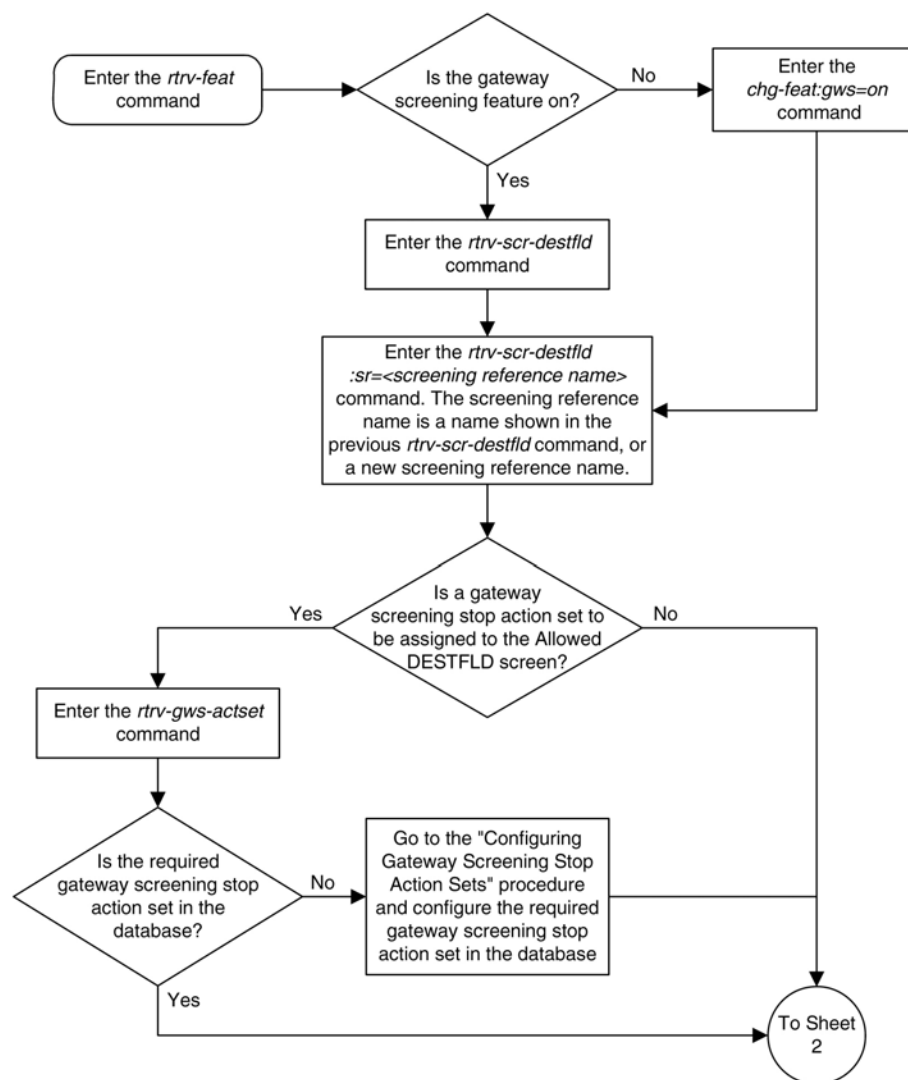 Enter the rtrv-feat
command
Is the gateway
screening feature on?
No
Enter the
chg-feat:gws=on
command
Yes
Enter the rtrv-scr-destfld
command
Enter the rtrv-scr-destfld
:sr=<screening reference name>
command. The screening reference
name is a name shown in the
previous rtrv-scr-destfld command, or
a new screening reference name.
Is a gateway
screening stop action set to
be assigned to the Allowed
DESTFLD screen?
Yes
No
Enter the rtrv-gws-actset
command
Is the required
gateway screening stop
action set in the
database?
No
Go to the "Configuring
Gateway Screening Stop
Action Sets" procedure
and configure the required
gateway screening stop
action set in the database
Yes
To Sheet
2